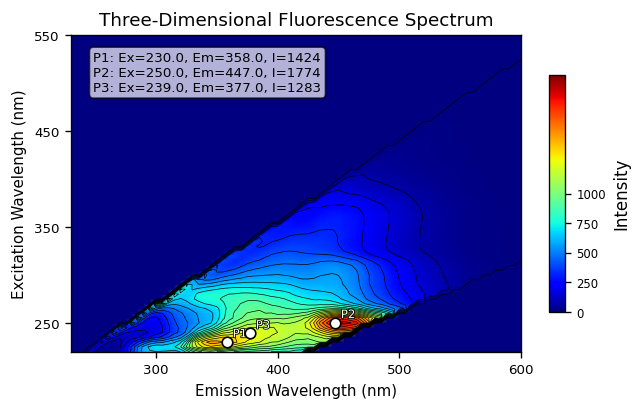 Three-Dimensional Fluorescence Spectrum
P1: Ex=230.0, Em=358.0, I=1424
P2: Ex=250.0, Em=447.0, I=1774
P3: Ex=239.0, Em=377.0, I=1283
550
450
350
250
Excitation Wavelength (nm)
P1
P3
P2
300
400
500
600
Emission Wavelength (nm)
1000
750
500
250
0
Intensity